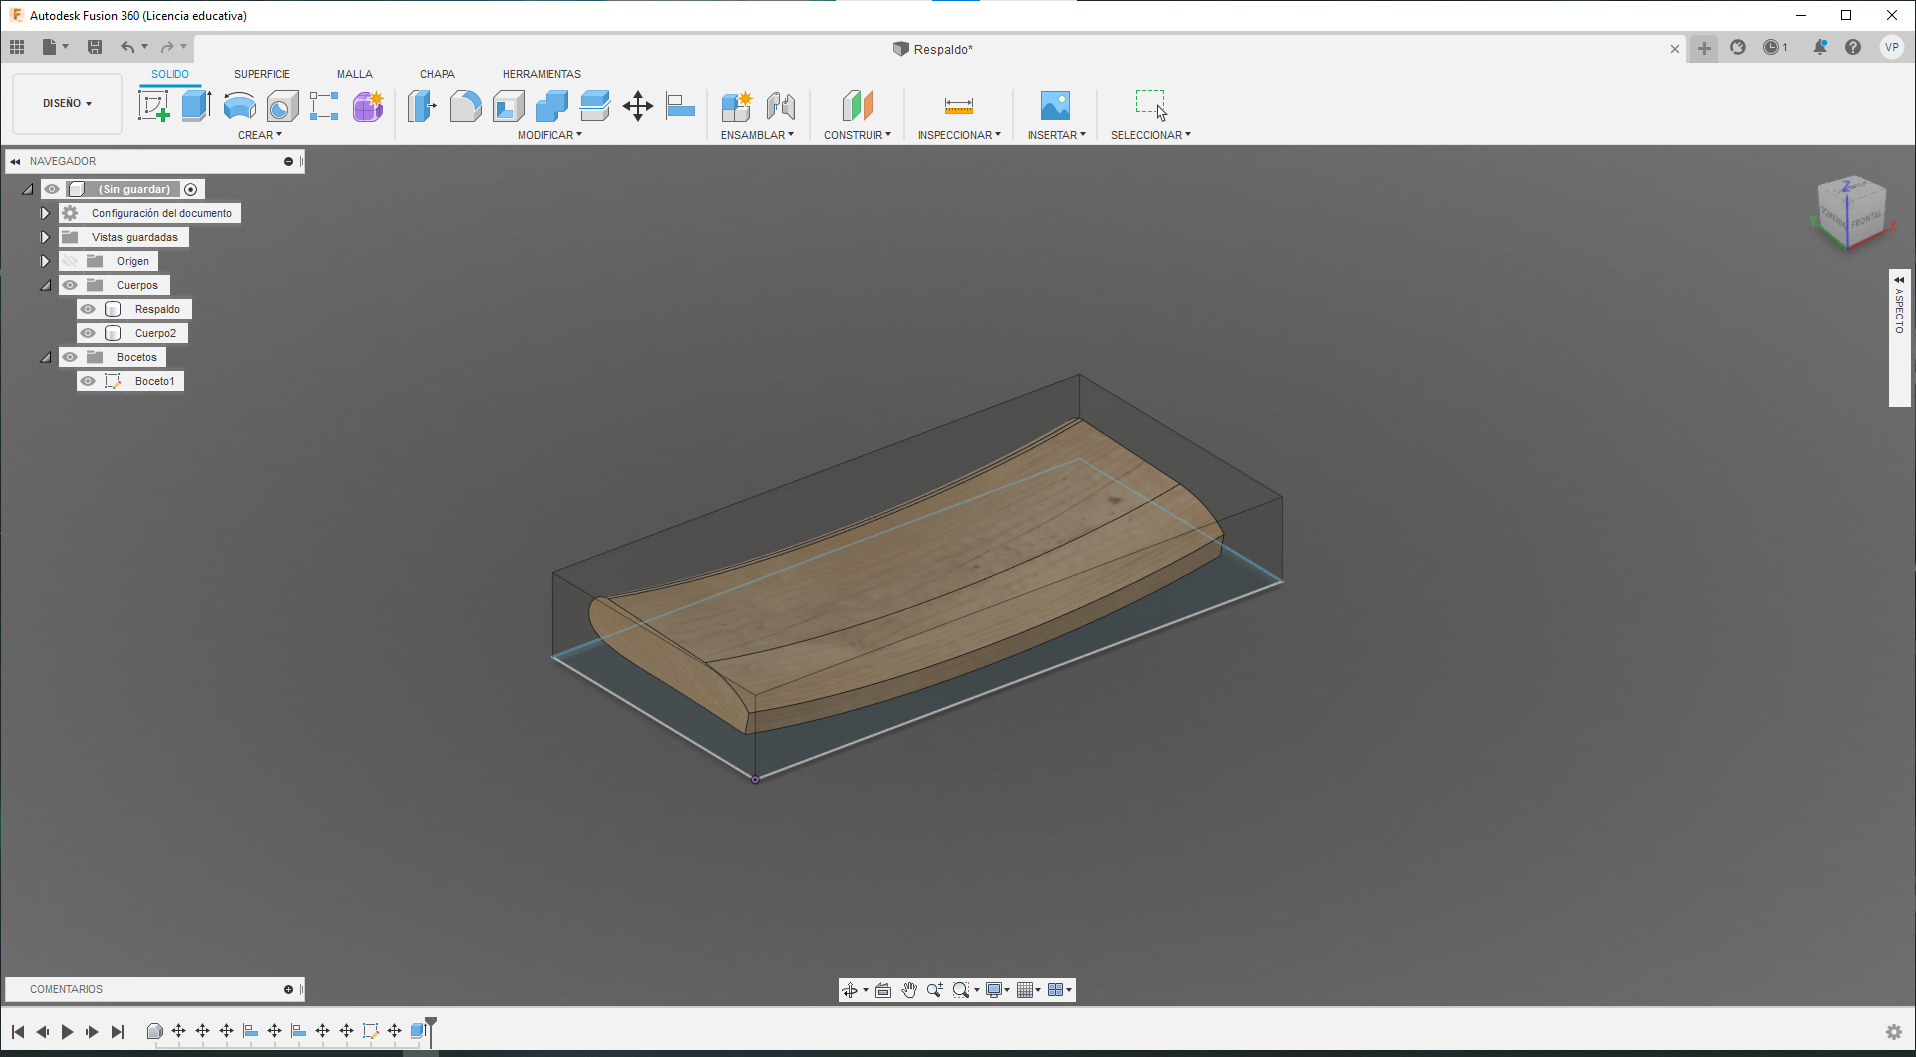 Autodesk Fusion 360 (Licencia educativa)
Respaldo*
1
VP
DISEÑO
SOLIDO
SUPERFICIE
MALLA
CHAPA
HERRAMIENTAS
CREAR
MODIFICAR
ENSAMBLAR
CONSTRUIR
INSPECCIONAR
INSERTAR
SELECCIONAR
NAVEGADOR
(Sin guardar)
Configuración del documento
Vistas guardadas
Origen
Cuerpos
Respaldo
Cuerpo2
Bocetos
Boceto1
Z
FRONTAL
Y
X
ASPECTO
COMENTARIOS